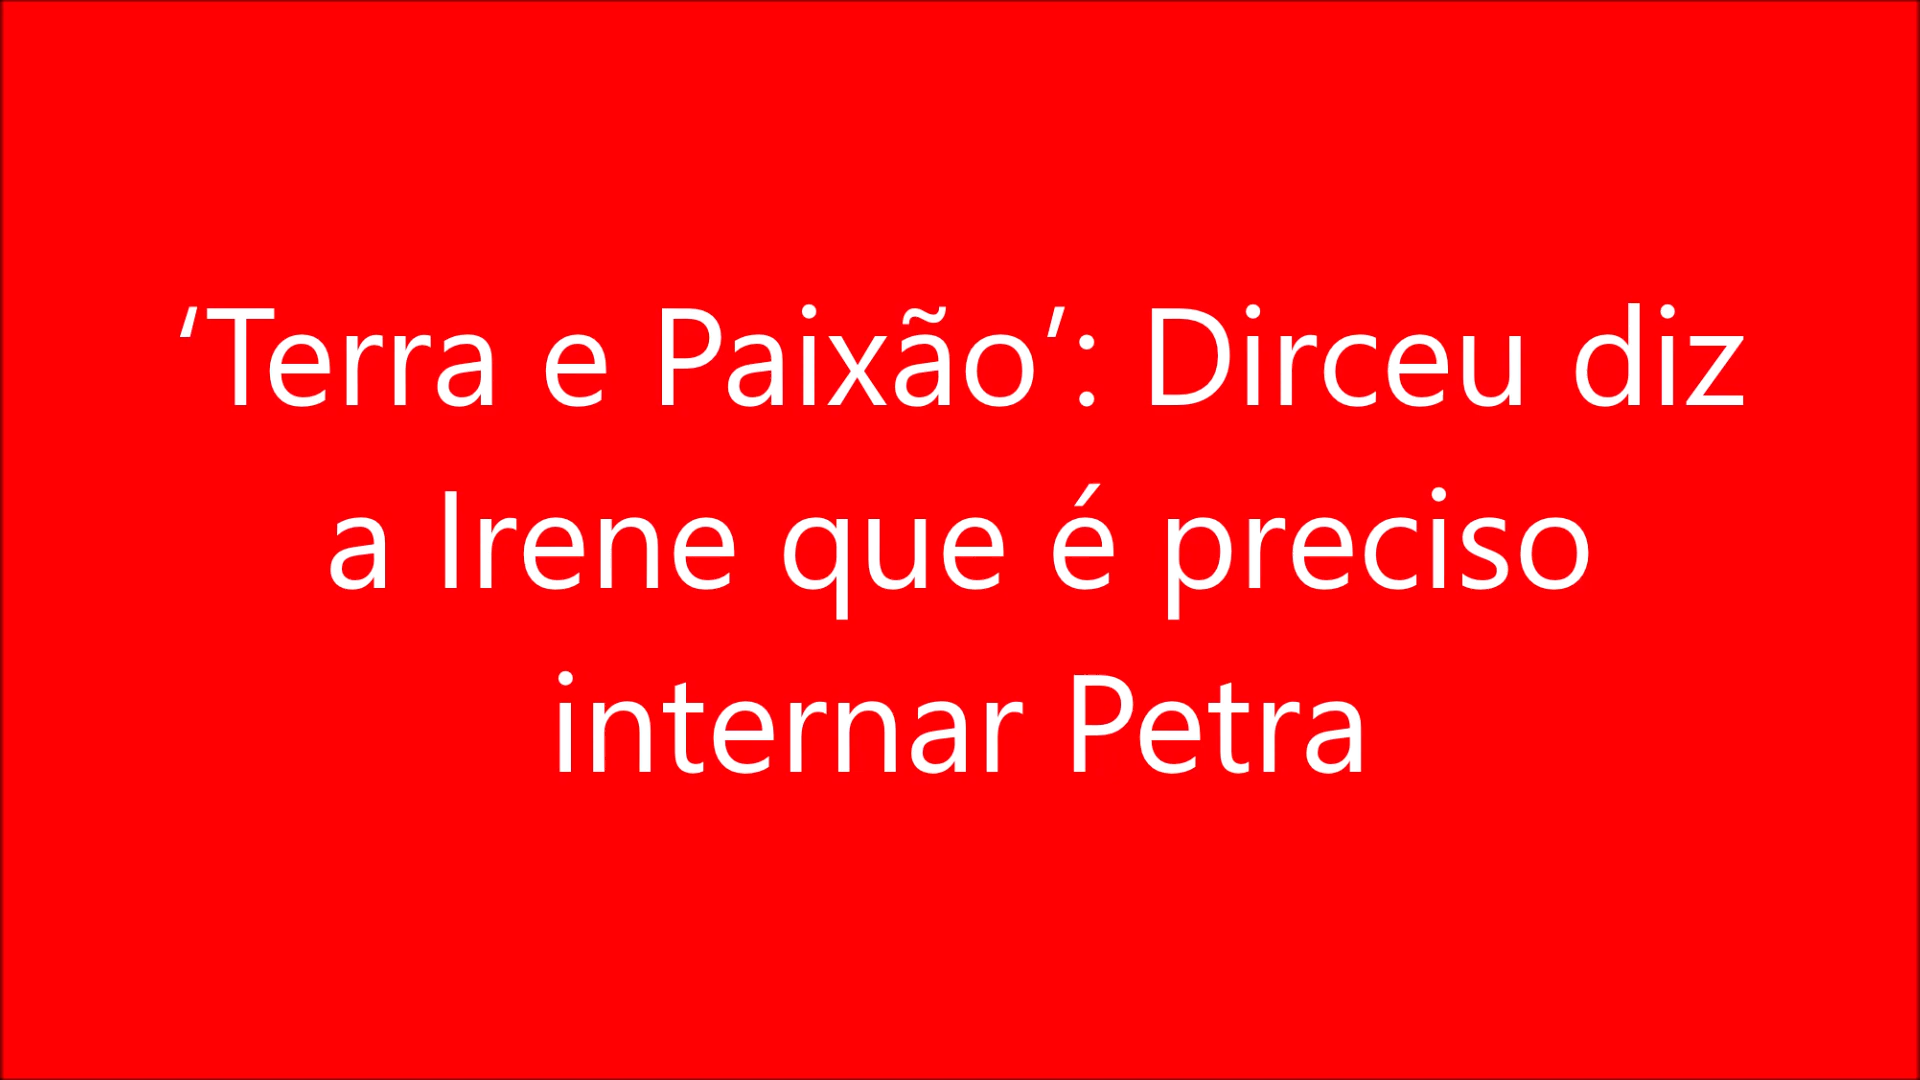 ‘Terra e Paixão’: Dirceu diz
a Irene que é preciso
internar Petra